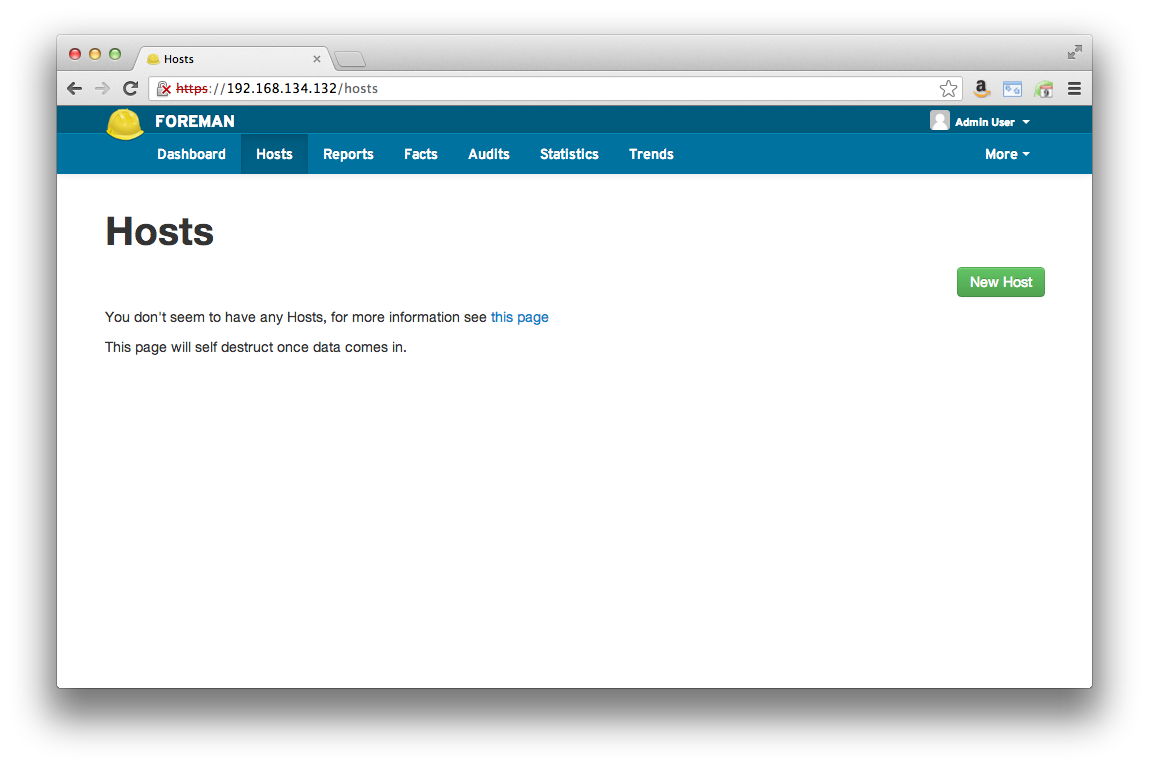 Hosts
https://192.168.134.132/hosts
FOREMAN
Admin User
Dashboard Hosts Reports Facts Audits Statistics Trends More
Hosts
New Host
You don't seem to have any Hosts, for more information see this page
This page will self destruct once data comes in.